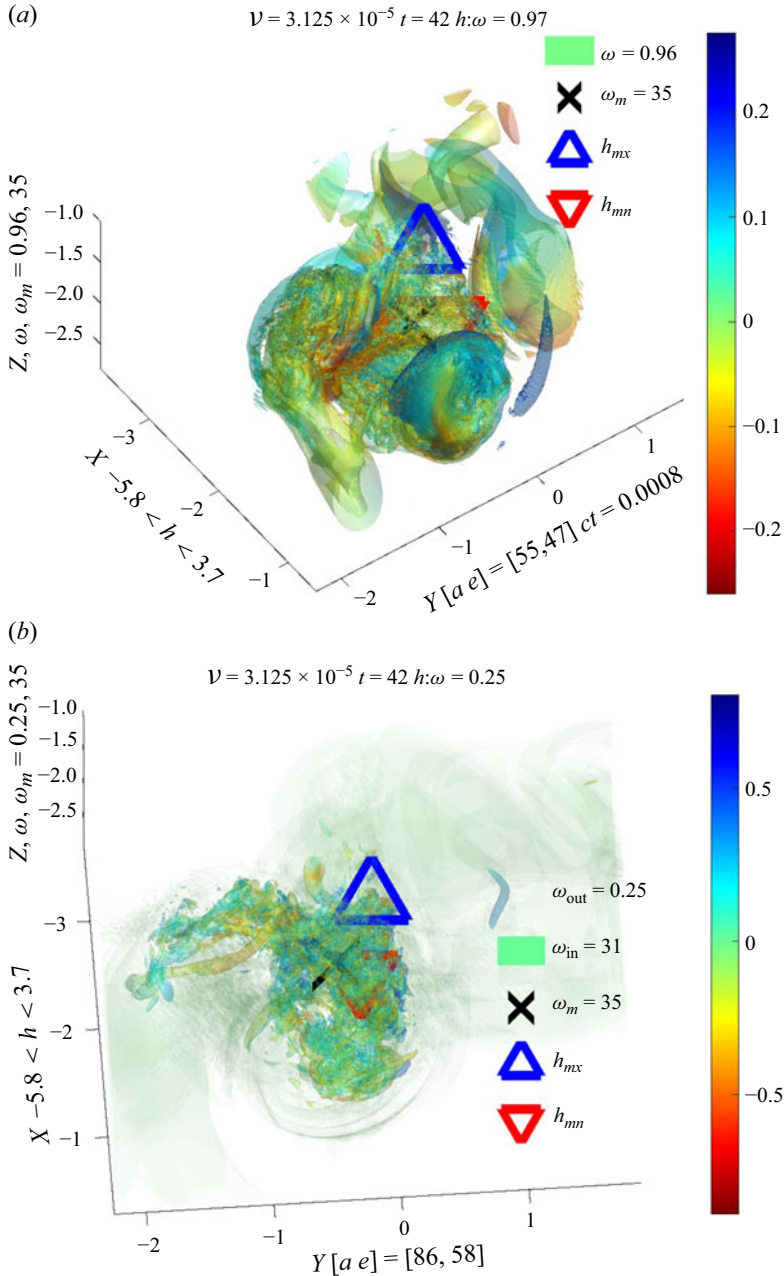 (a)
ν = 3.125 × 10⁻⁵ t = 42 h:ω = 0.97
ω = 0.96
ω_m = 35
h_mx
h_mn
0.2
0.1
0
−0.1
−0.2
Z, ω, ω_m = 0.96, 35
−1.0
−1.5
−2.0
−2.5
−3
−2
−1
X −5.8 < h < 3.7
−2
−1
0
1
Y [a e] = [55,47] ct = 0.0008
(b)
ν = 3.125 × 10⁻⁵ t = 42 h:ω = 0.25
Z, ω, ω_m = 0.25, 35
−1.0
−1.5
−2.0
−2.5
−3
−2
−1
X −5.8 < h < 3.7
ω_out = 0.25
ω_in = 31
ω_m = 35
h_mx
h_mn
0.5
0
−0.5
−2
−1
0
1
Y [a e] = [86, 58]